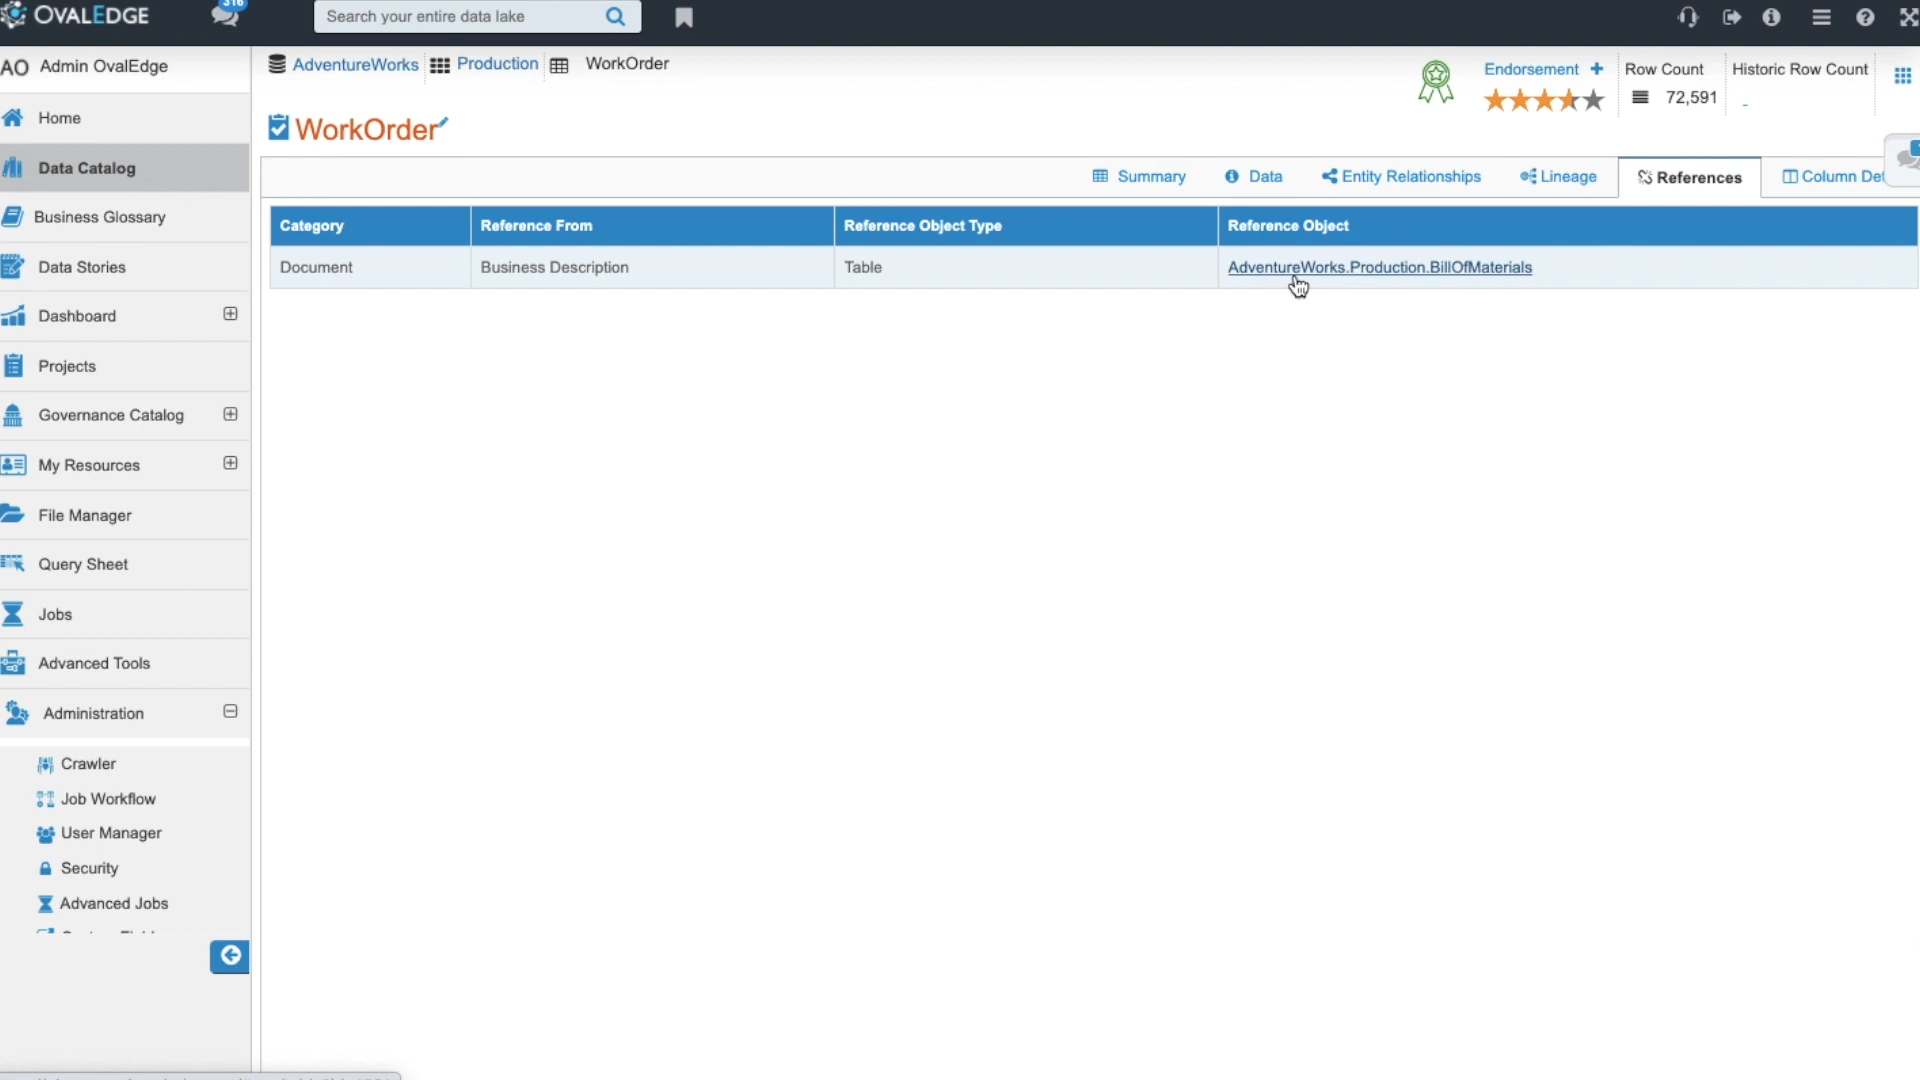 OVALEDGE
316
Search your entire data lake
AO Admin OvalEdge
Home
Data Catalog
Business Glossary
Data Stories
Dashboard
Projects
Governance Catalog
My Resources
File Manager
Query Sheet
Jobs
Advanced Tools
Administration
Crawler
Job Workflow
User Manager
Security
Advanced Jobs
AdventureWorks Production WorkOrder
Endorsement + Row Count Historic Row Count
72,591 -
WorkOrder
Summary Data Entity Relationships Lineage References Column Det
Category Reference From Reference Object Type Reference Object
Document Business Description Table AdventureWorks.Production.BillOfMaterials